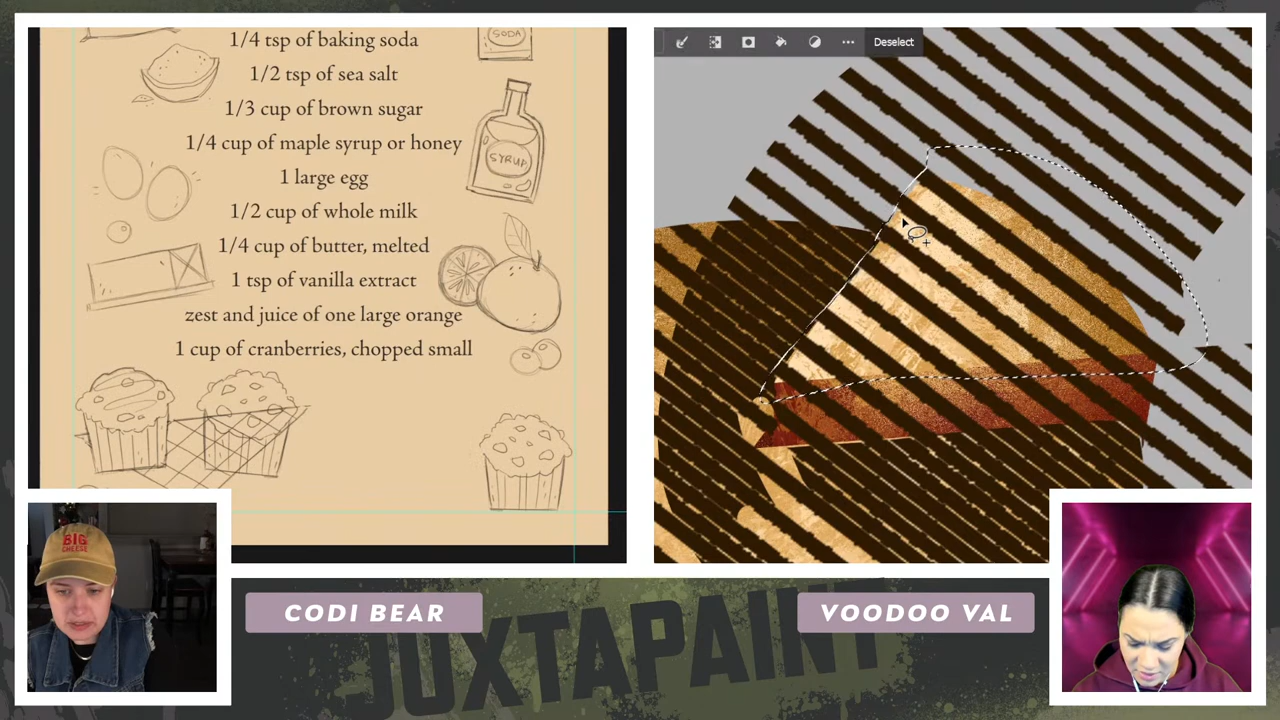 1/4 tsp of baking soda
1/2 tsp of sea salt
1/3 cup of brown sugar
1/4 cup of maple syrup or honey
1 large egg
1/2 cup of whole milk
1/4 cup of butter, melted
1 tsp of vanilla extract
zest and juice of one large orange
1 cup of cranberries, chopped small
SODA
SYRUP
Deselect
BIG
CHEESE
CODI BEAR
VOODOO VAL
JUXTAPAINT